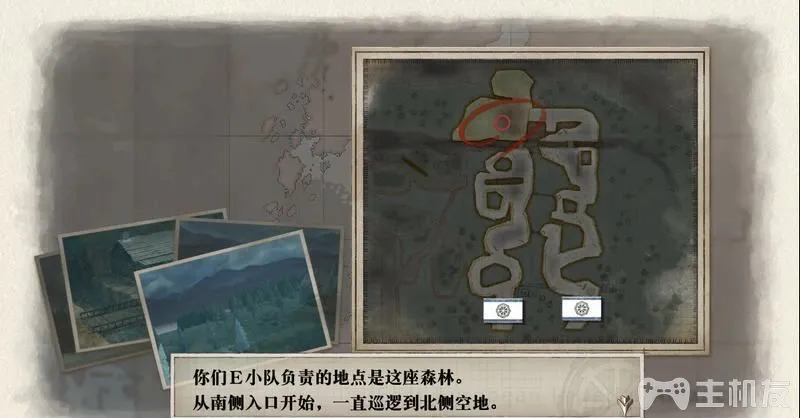 你们E小队负责的地点是这座森林。
从南侧入口开始，一直巡逻到北侧空地。
主机友